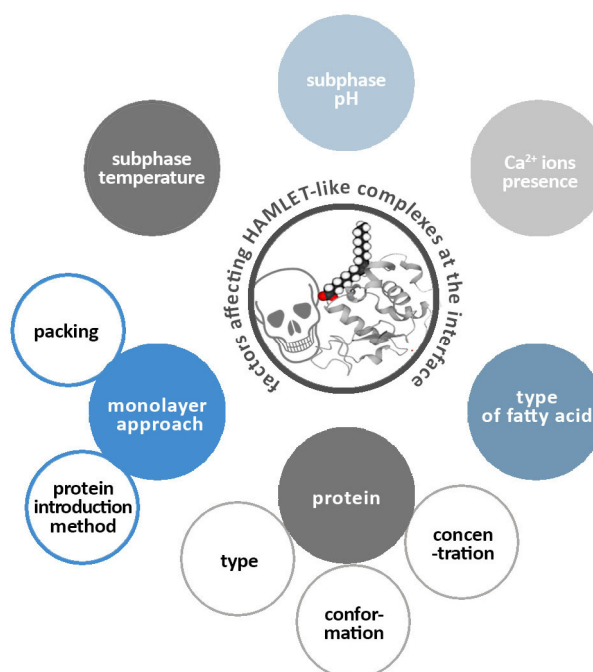 subphase
pH
subphase
temperature
Ca²⁺ ions
presence
factors affecting HAMLET-like complexes at the interface
packing
monolayer
approach
type
of fatty acid
protein
introduction
method
protein
concen
-tration
type
confor-
mation